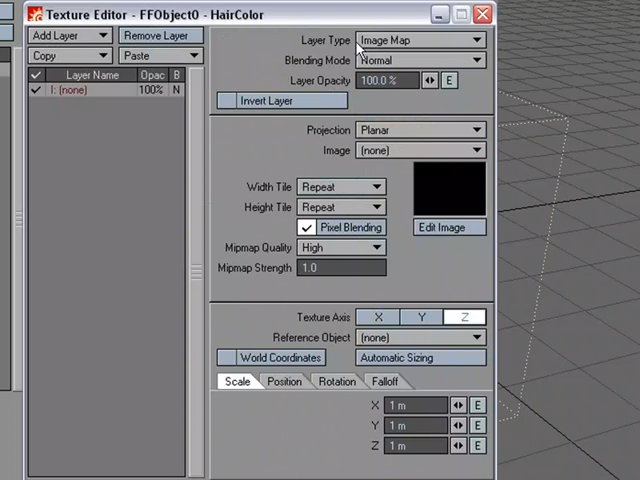 Texture Editor - FFObject0 - HairColor
Add Layer Remove Layer
Copy Paste
Layer Name Opac B
I: (none) 100% N
Layer Type Image Map
Blending Mode Normal
Layer Opacity 100.0 % E
Invert Layer
Projection Planar
Image (none)
Width Tile Repeat
Height Tile Repeat
Pixel Blending Edit Image
Mipmap Quality High
Mipmap Strength 1.0
Texture Axis X Y Z
Reference Object (none)
World Coordinates Automatic Sizing
Scale Position Rotation Falloff
X 1 m E
Y 1 m E
Z 1 m E